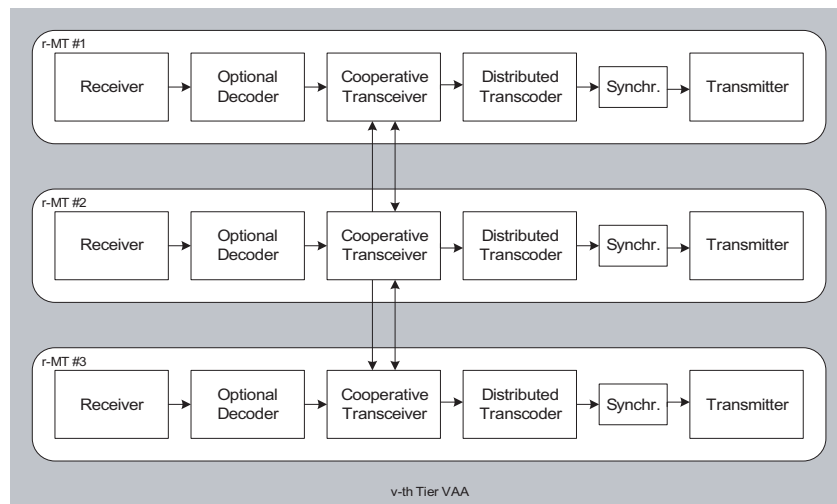 r-MT #1
Receiver
Optional
Decoder
Cooperative
Transceiver
Distributed
Transcoder
Synchr.
Transmitter
r-MT #2
Receiver
Optional
Decoder
Cooperative
Transceiver
Distributed
Transcoder
Synchr.
Transmitter
r-MT #3
Receiver
Optional
Decoder
Cooperative
Transceiver
Distributed
Transcoder
Synchr.
Transmitter
v-th Tier VAA